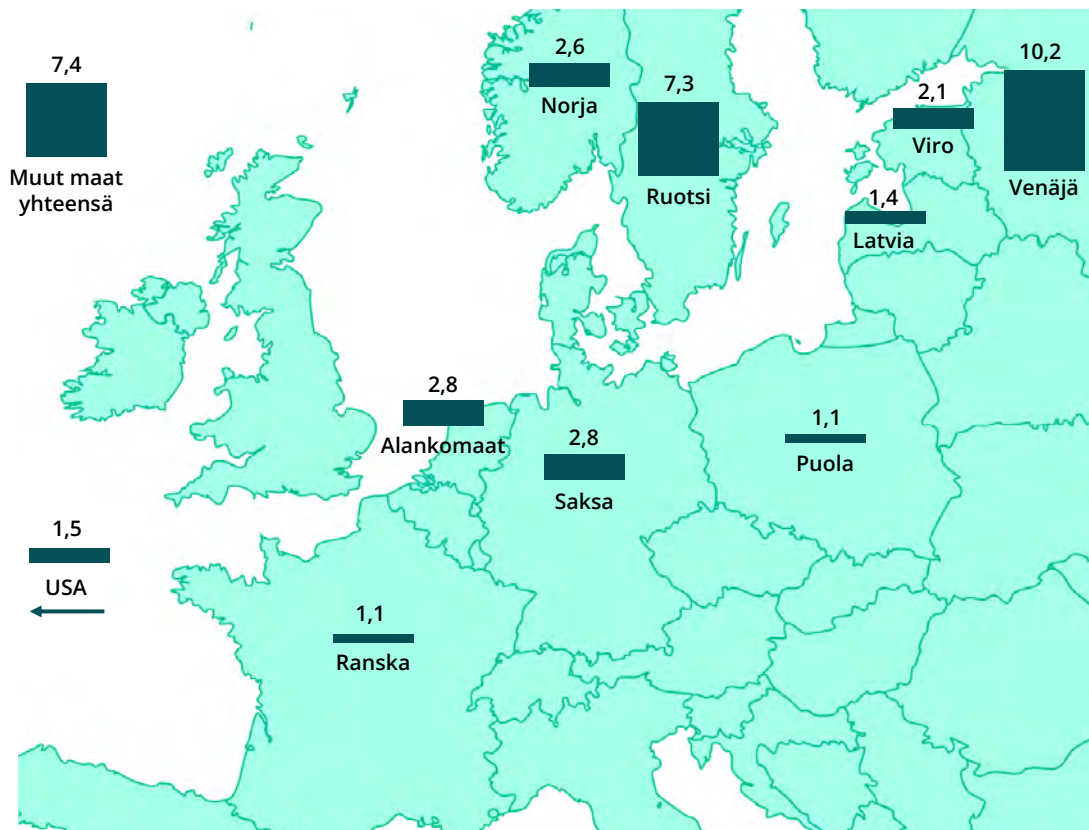 7,4
Muut maat
yhteensä
2,6
Norja
7,3
Ruotsi
2,1
Viro
10,2
Venäjä
1,4
Latvia
2,8
Alankomaat
2,8
Saksa
1,1
Puola
1,5
USA
1,1
Ranska